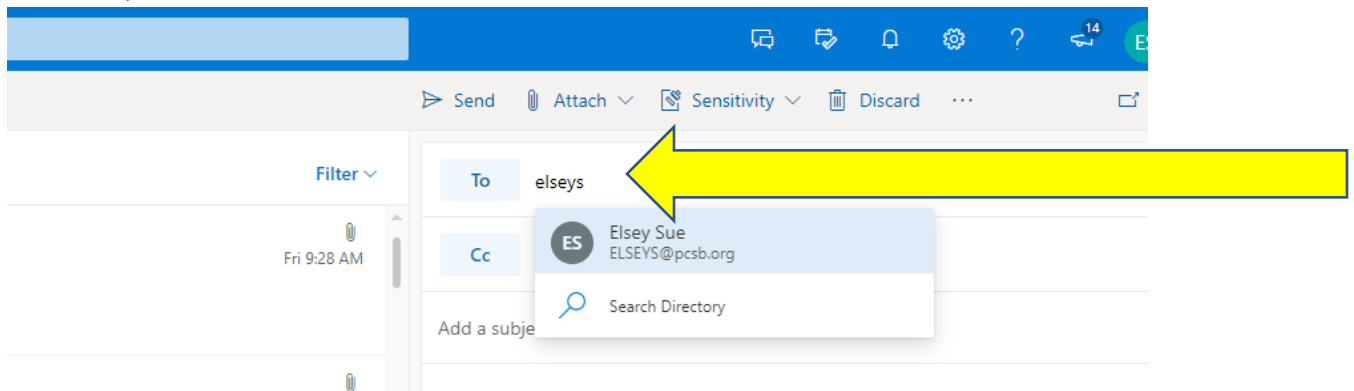 14
ES
Send Attach Sensitivity Discard ...
Filter
To elseys
Fri 9:28 AM
ES Elsey Sue
ELSEYS@pcsb.org
Cc
Search Directory
Add a subje